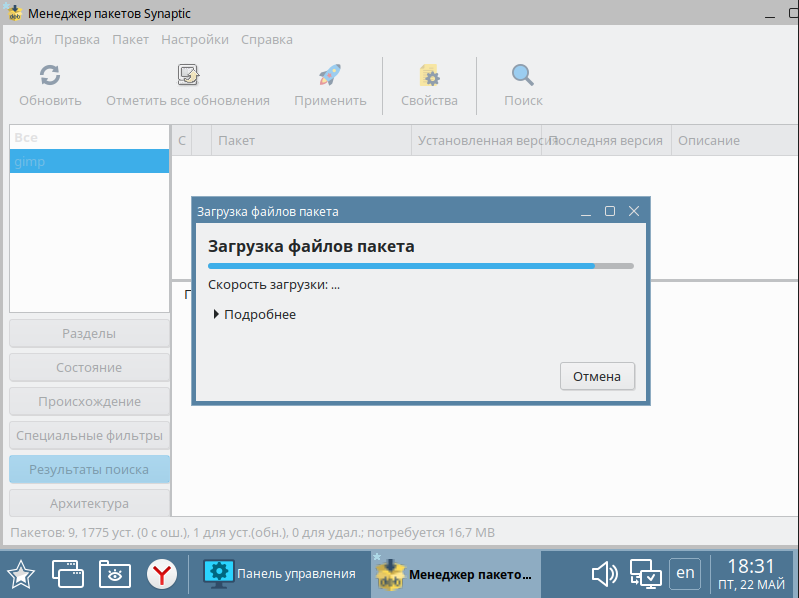 Менеджер пакетов Synaptic
Файл Правка Пакет Настройки Справка
Обновить Отметить все обновления Применить Свойства Поиск
Все
gimp
С Пакет Установленная верси Последняя версия Описание
Загрузка файлов пакета
Загрузка файлов пакета
Скорость загрузки: ...
Подробнее
Отмена
Разделы
Состояние
Происхождение
Специальные фильтры
Результаты поиска
Архитектура
Пакетов: 9, 1775 уст. (0 с ош.), 1 для уст.(обн.), 0 для удал.; потребуется 16,7 MB
Панель управления
deb
Менеджер пакето...
en
18:31
ПТ, 22 МАЙ